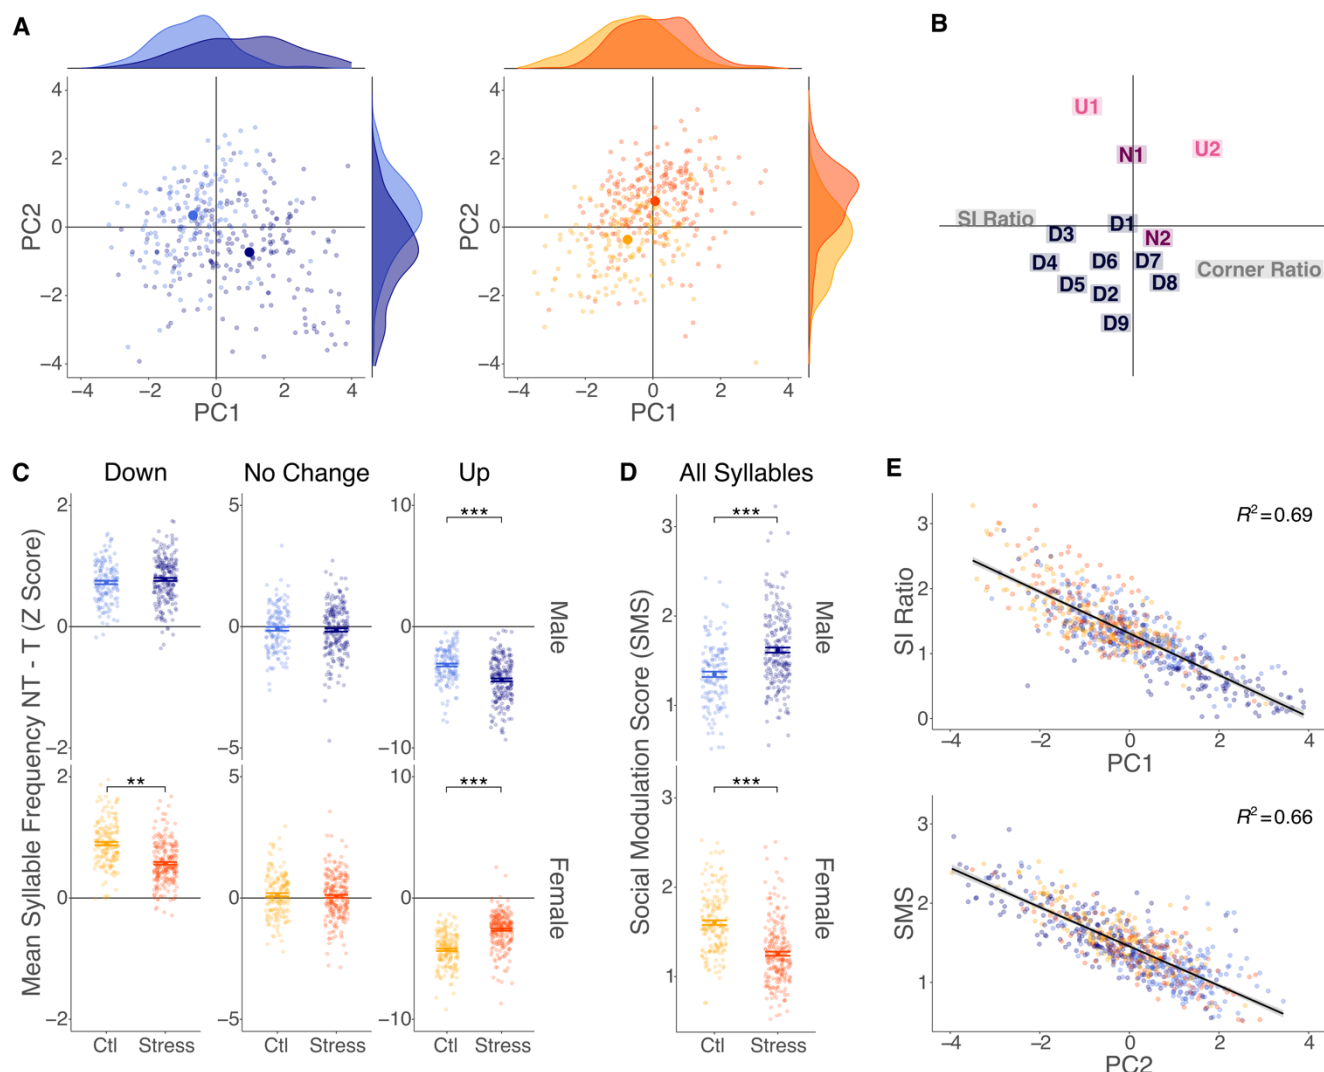 A
B
4
2
0
−2
−4
PC2
−4
−2
0
2
4
PC1
4
2
0
−2
−4
PC2
−4
−2
0
2
4
PC1
U1
N1
U2
SI Ratio
D1
D3
N2
D4
D6
D7
Corner Ratio
D5
D2
D8
D9
C
Down
No Change
Up
Mean Syllable Frequency NT - T (Z Score)
2
0
−2
5
0
−5
10
0
−10
***
Male
2
0
−2
**
5
0
−5
10
0
−10
***
Female
Ctl
Stress
Ctl
Stress
Ctl
Stress
D
All Syllables
Social Modulation Score (SMS)
3
2
1
***
Male
3
2
1
***
Female
Ctl
Stress
E
R²=0.69
SI Ratio
3
2
1
0
−4
−2
0
2
4
PC1
R²=0.66
SMS
3
2
1
−4
−2
0
2
4
PC2